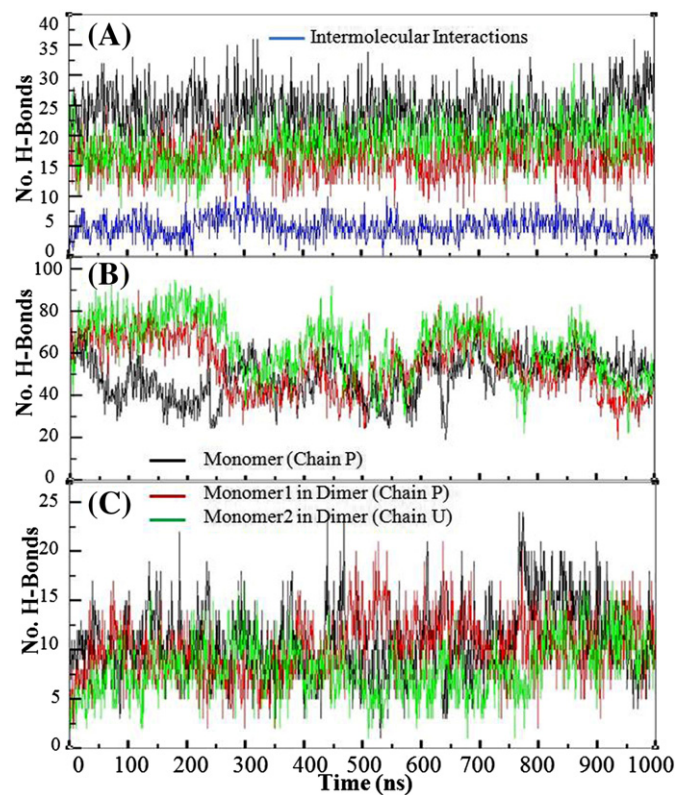 (A)
Intermolecular Interactions
No. H-Bonds
40
35
30
25
20
15
10
5
0
(B)
No. H-Bonds
100
80
60
40
20
0
Monomer (Chain P)
Monomer1 in Dimer (Chain P)
Monomer2 in Dimer (Chain U)
(C)
No. H-Bonds
25
20
15
10
5
0
0 100 200 300 400 500 600 700 800 900 1000
Time (ns)